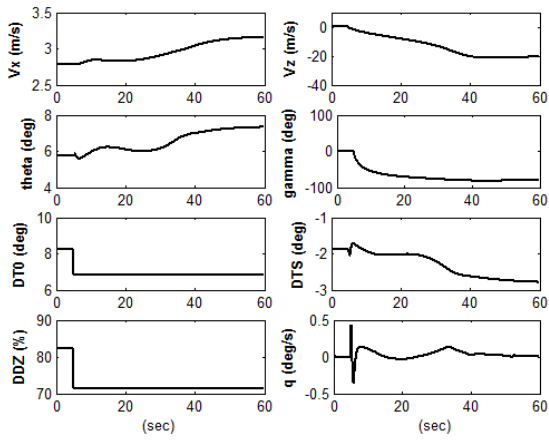 Vx (m/s)
3.5
3
2.5
0 20 40 60
Vz (m/s)
20
0
-20
-40
0 20 40 60
theta (deg)
8
6
4
0 20 40 60
gamma (deg)
100
0
-100
0 20 40 60
DT0 (deg)
10
8
6
0 20 40 60
DTS (deg)
-1
-2
-3
0 20 40 60
DDZ (%)
90
80
70
0 20 40 60
(sec)
q (deg/s)
0.5
0
-0.5
0 20 40 60
(sec)